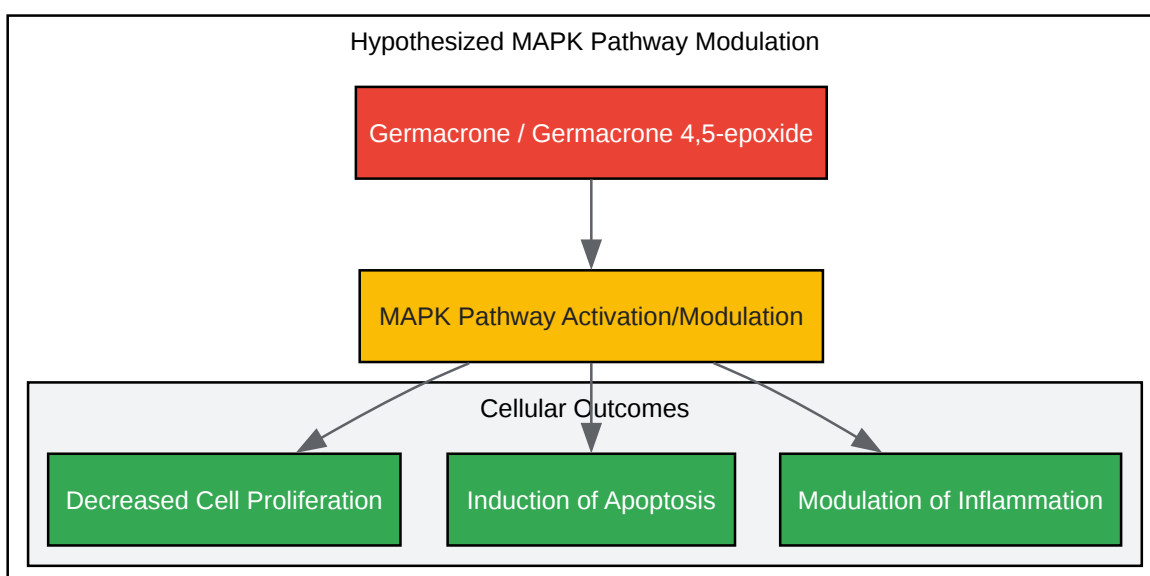 Hypothesized MAPK Pathway Modulation
Germacrone / Germacrone 4,5-epoxide
MAPK Pathway Activation/Modulation
Cellular Outcomes
Decreased Cell Proliferation
Induction of Apoptosis
Modulation of Inflammation